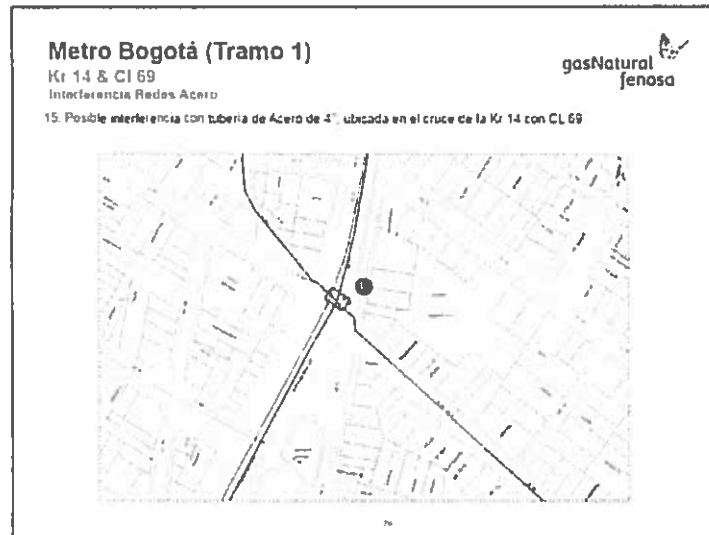 Metro Bogotá (Tramo 1)
Kr 14 & Cl 69
Interferencia Redes Acero
gasNatural
fenosa
15. Posible interferencia con tubería de Acero de 4", ubicada en el cruce de la Kr 14 con CL 69